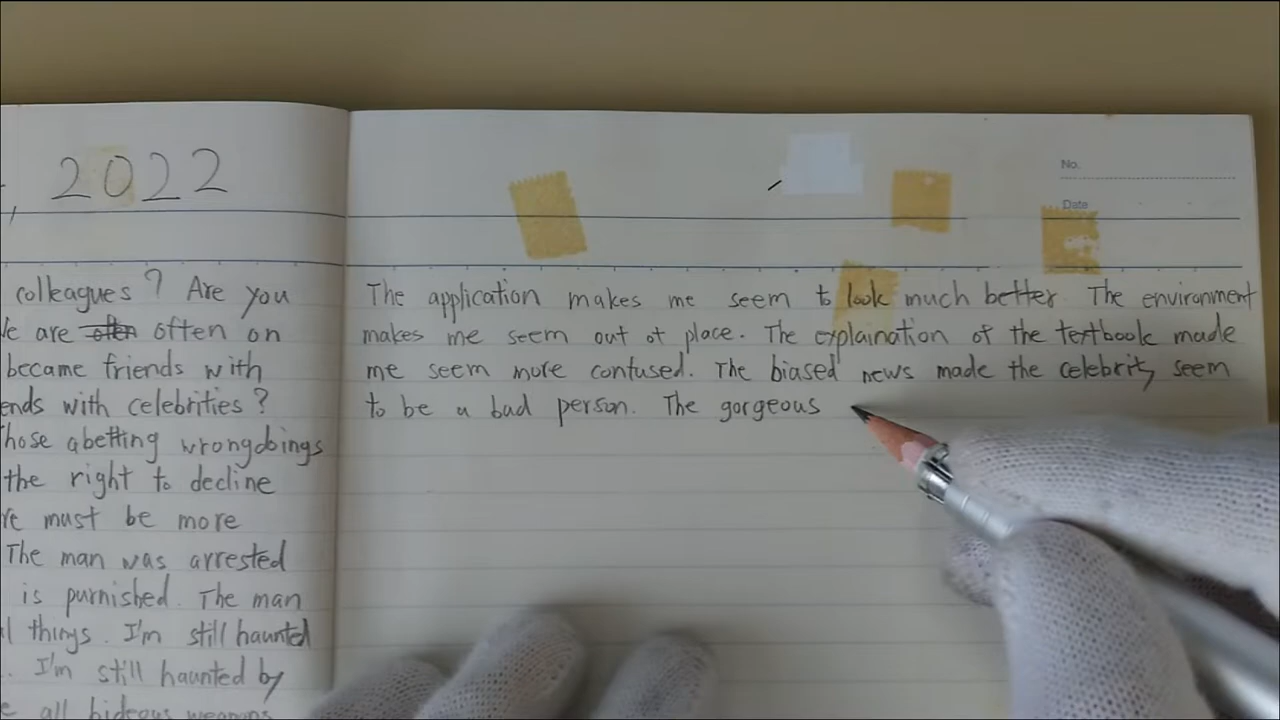 2022
colleagues? Are you
are often often on
became friends with
ends with celebrities?
those abetting wrongdoings
the right to decline
must be more
The man was arrested
is purnished. The man
things. I'm still haunted
I'm still haunted by
all hideous weapons
No.
Date
The application makes me seem to look much better. The environment
makes me seem out of place. The explaination of the textbook made
me seem more confused. The biased news made the celebrity seem
to be a bad person. The gorgeous